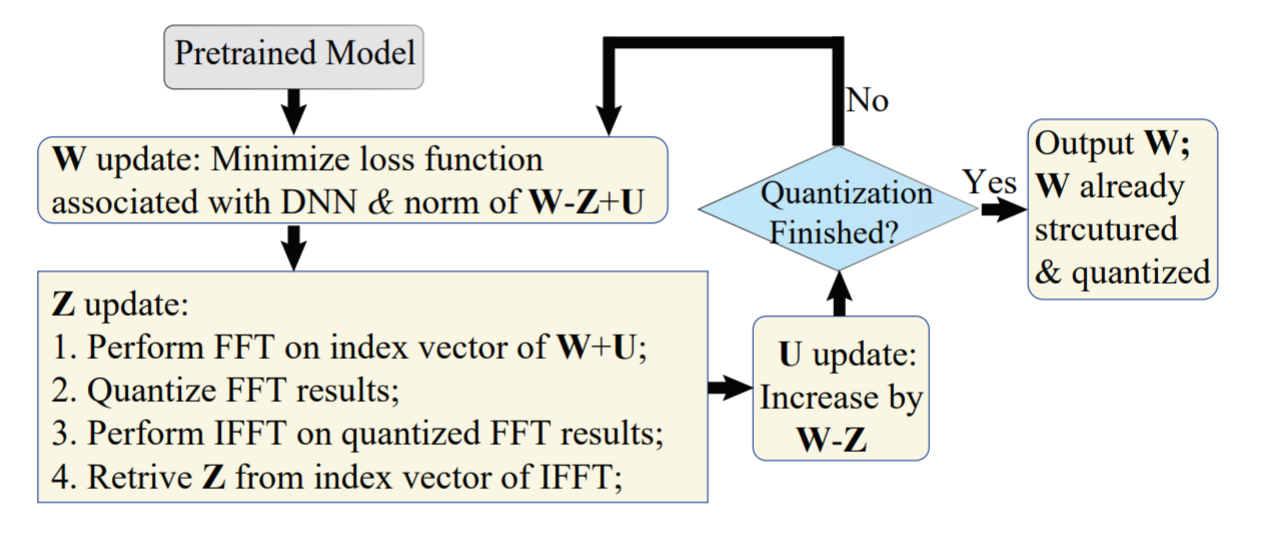 Pretrained Model
W update: Minimize loss function
associated with DNN & norm of W-Z+U
Z update:
1. Perform FFT on index vector of W+U;
2. Quantize FFT results;
3. Perform IFFT on quantized FFT results;
4. Retrive Z from index vector of IFFT;
U update:
Increase by
W-Z
Quantization
Finished?
No
Yes
Output W;
W already
strcutured
& quantized